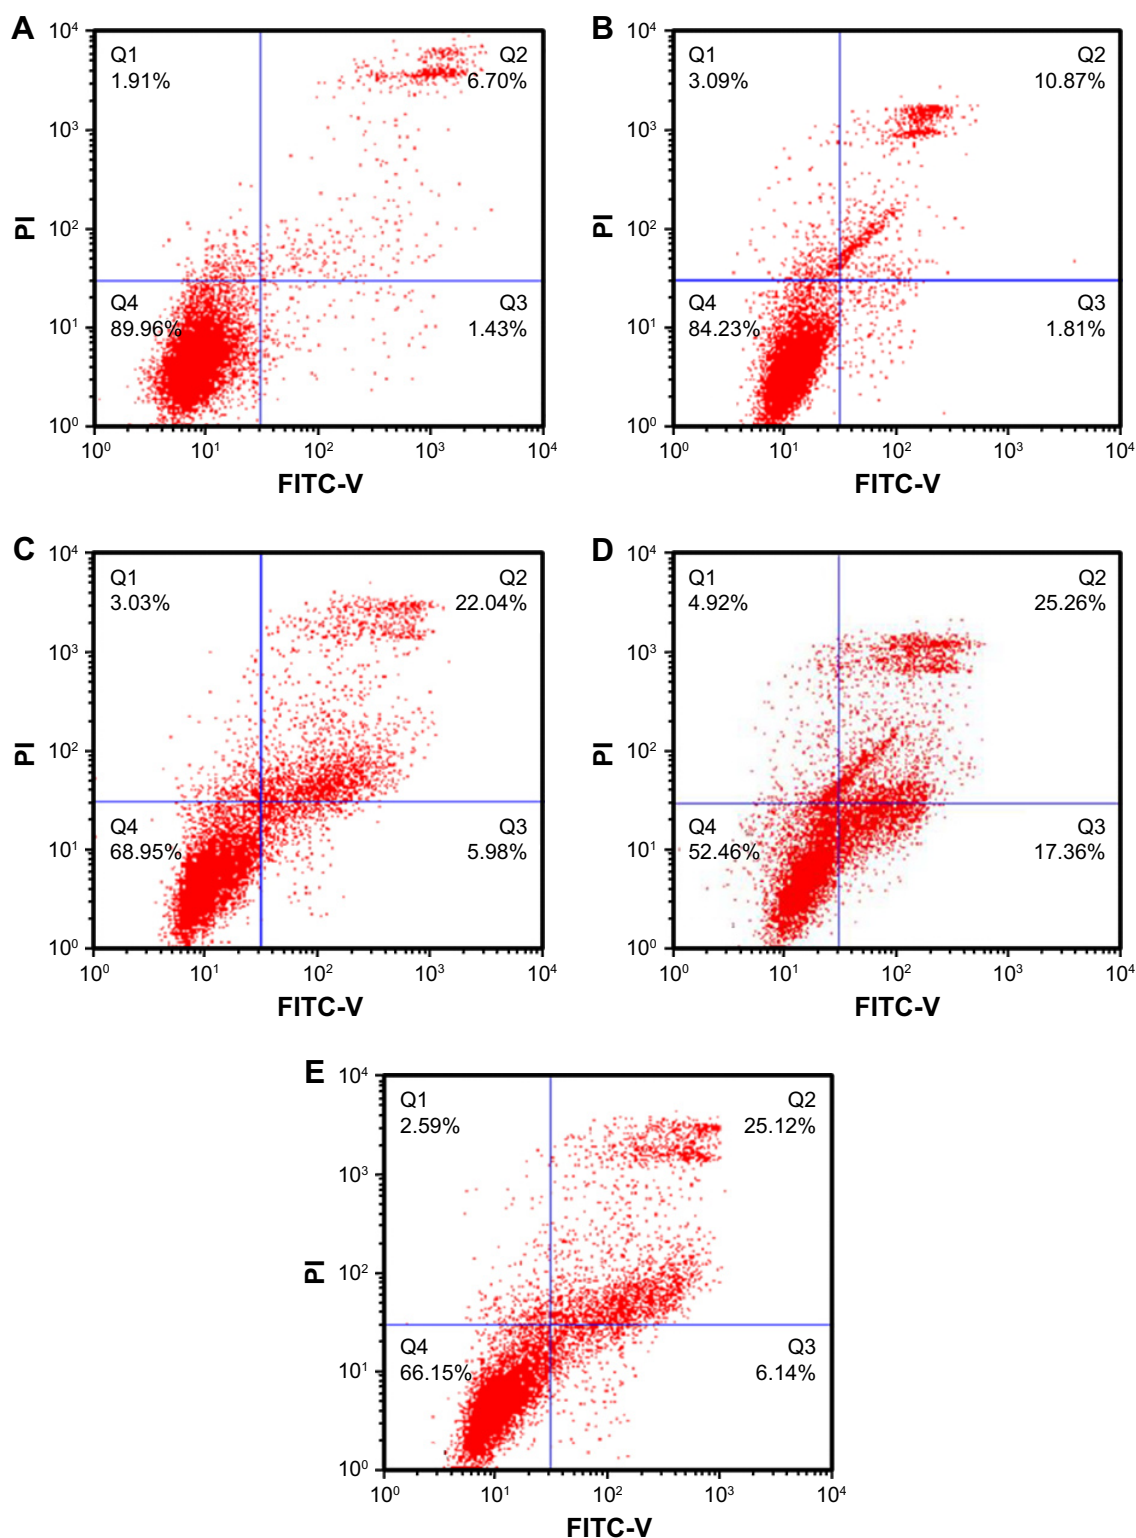 A
10⁴
10³
10²
10¹
10⁰
PI
Q1
1.91%
Q2
6.70%
Q4
89.96%
Q3
1.43%
10⁰ 10¹ 10² 10³ 10⁴
FITC-V
B
10⁴
10³
10²
10¹
10⁰
PI
Q1
3.09%
Q2
10.87%
Q4
84.23%
Q3
1.81%
10⁰ 10¹ 10² 10³ 10⁴
FITC-V
C
10⁴
10³
10²
10¹
10⁰
PI
Q1
3.03%
Q2
22.04%
Q4
68.95%
Q3
5.98%
10⁰ 10¹ 10² 10³ 10⁴
FITC-V
D
10⁴
10³
10²
10¹
10⁰
PI
Q1
4.92%
Q2
25.26%
Q4
52.46%
Q3
17.36%
10⁰ 10¹ 10² 10³ 10⁴
FITC-V
E
10⁴
10³
10²
10¹
10⁰
PI
Q1
2.59%
Q2
25.12%
Q4
66.15%
Q3
6.14%
10⁰ 10¹ 10² 10³ 10⁴
FITC-V